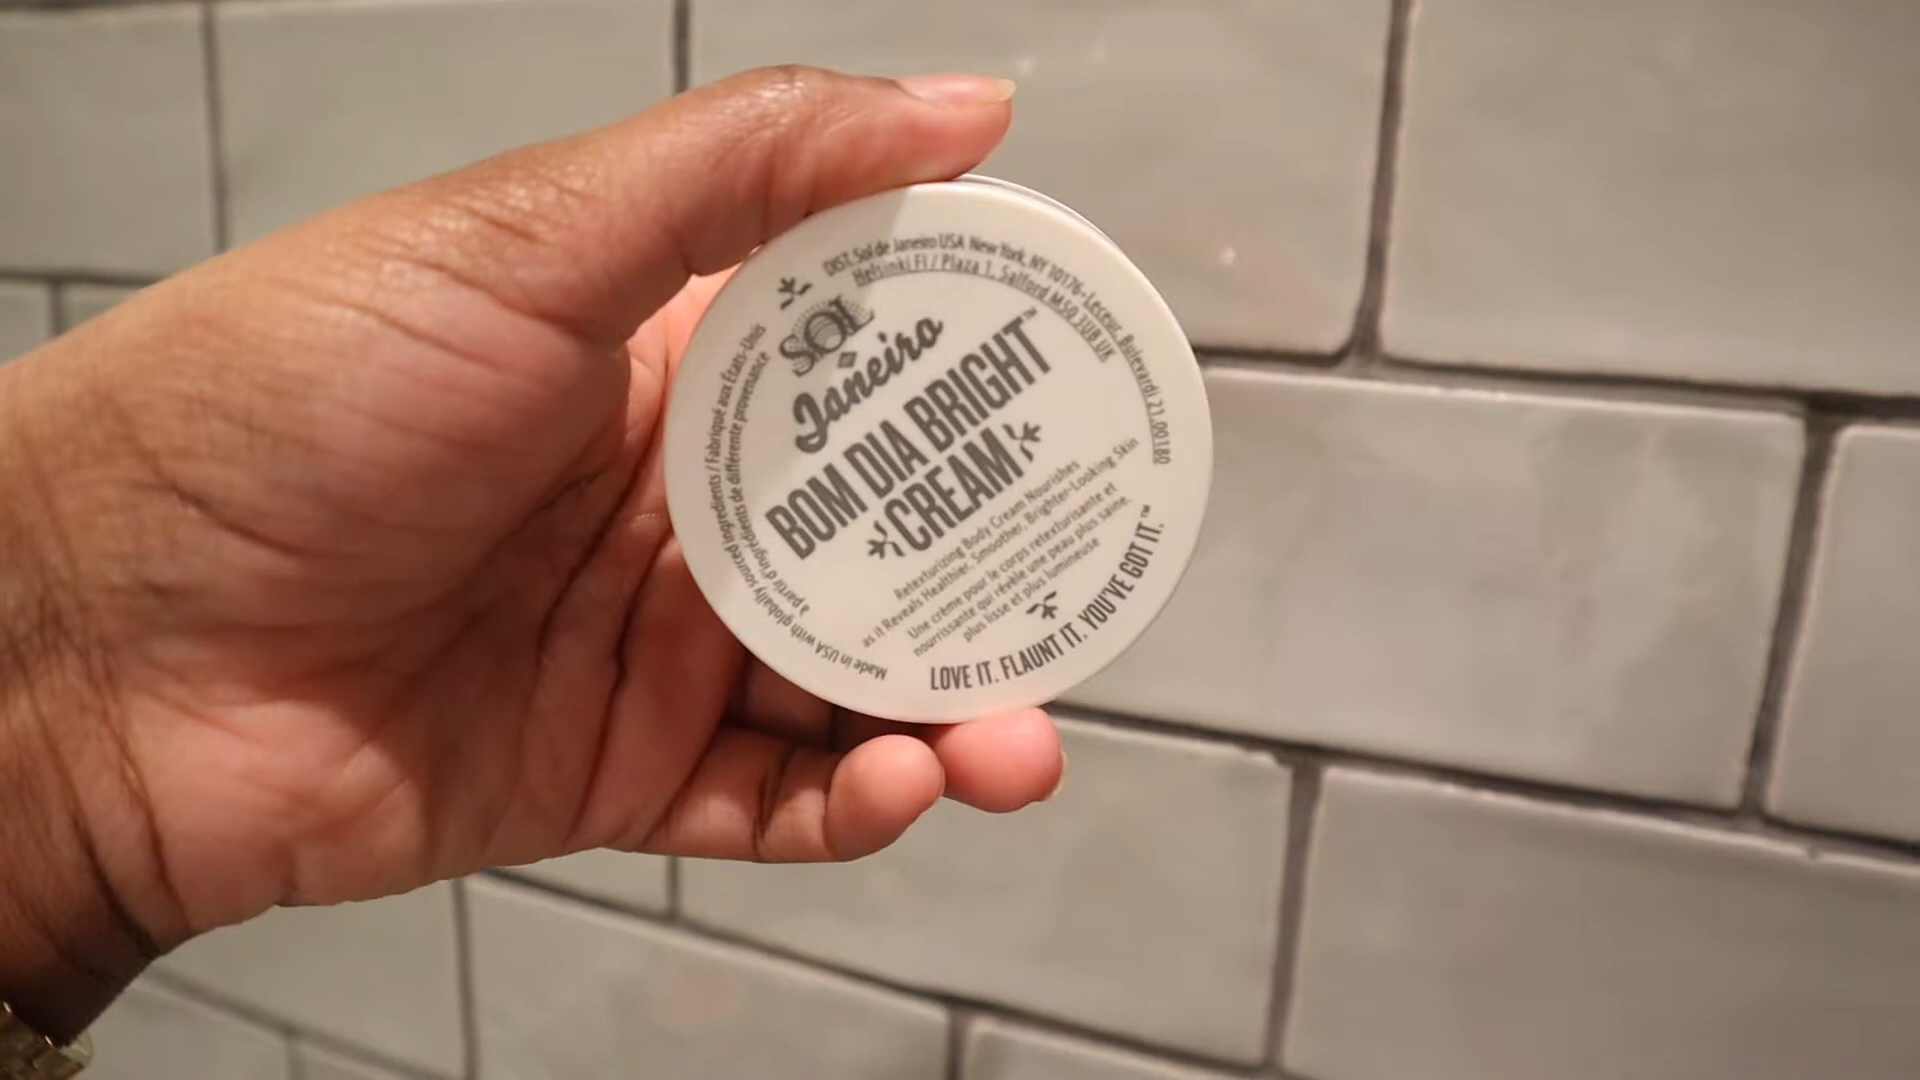 DIST. Sol de Janeiro USA New York, NY 10176 • Lecseur, Bulevardi 21,00180
Helsinki FI / Plaza 1, Salford M50 3UB UK
SOL
de
Janeiro
BOM DIA BRIGHT™
CREAM
Retexturizing Body Cream Nourishes
as it Reveals Healthier, Smoother, Brighter-Looking Skin
Une crème pour le corps retexturisante et
nourrissante qui révèle une peau plus saine,
plus lisse et plus lumineuse
LOVE IT. FLAUNT IT. YOU'VE GOT IT.™
Made in USA with globally sourced ingredients / Fabriqué aux États-Unis
à partir d'ingrédients de différente provenance